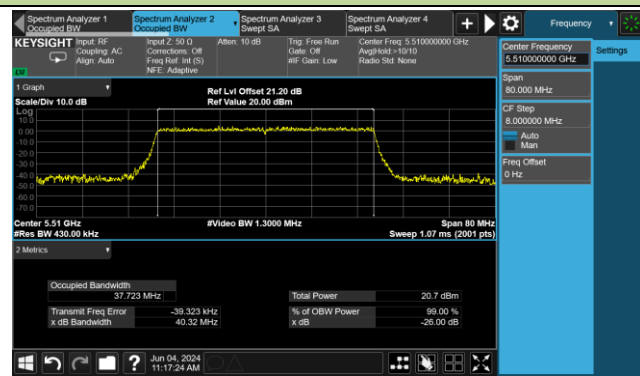 Spectrum Analyzer 1
Occupied BW
Spectrum Analyzer 2
Occupied BW
Spectrum Analyzer 3
Swept SA
Spectrum Analyzer 4
Swept SA
+
Frequency
KEYSIGHT
Input: RF
Coupling: AC
Align: Auto
Input Z: 50 Ω
Corrections: Off
Freq Ref: Int (S)
NFE: Adaptive
Atten: 10 dB
Trig: Free Run
Gate: Off
#IF Gain: Low
Center Freq: 5.510000000 GHz
Avg|Hold:>10/10
Radio Std: None
LW
Center Frequency
5.510000000 GHz
Settings
Span
80.000 MHz
CF Step
8.000000 MHz
Auto
Man
Freq Offset
0 Hz
1 Graph
Scale/Div 10.0 dB
Ref Lvl Offset 21.20 dB
Ref Value 20.00 dBm
Log
10.0
0.00
-10.0
-20.0
-30.0
-40.0
-50.0
-60.0
-70.0
Center 5.51 GHz
#Res BW 430.00 kHz
#Video BW 1.3000 MHz
Span 80 MHz
Sweep 1.07 ms (2001 pts)
2 Metrics
Occupied Bandwidth
37.723 MHz
Total Power 20.7 dBm
Transmit Freq Error -39.323 kHz
% of OBW Power 99.00 %
x dB Bandwidth 40.32 MHz
x dB -26.00 dB
?
Jun 04, 2024
11:17:24 AM